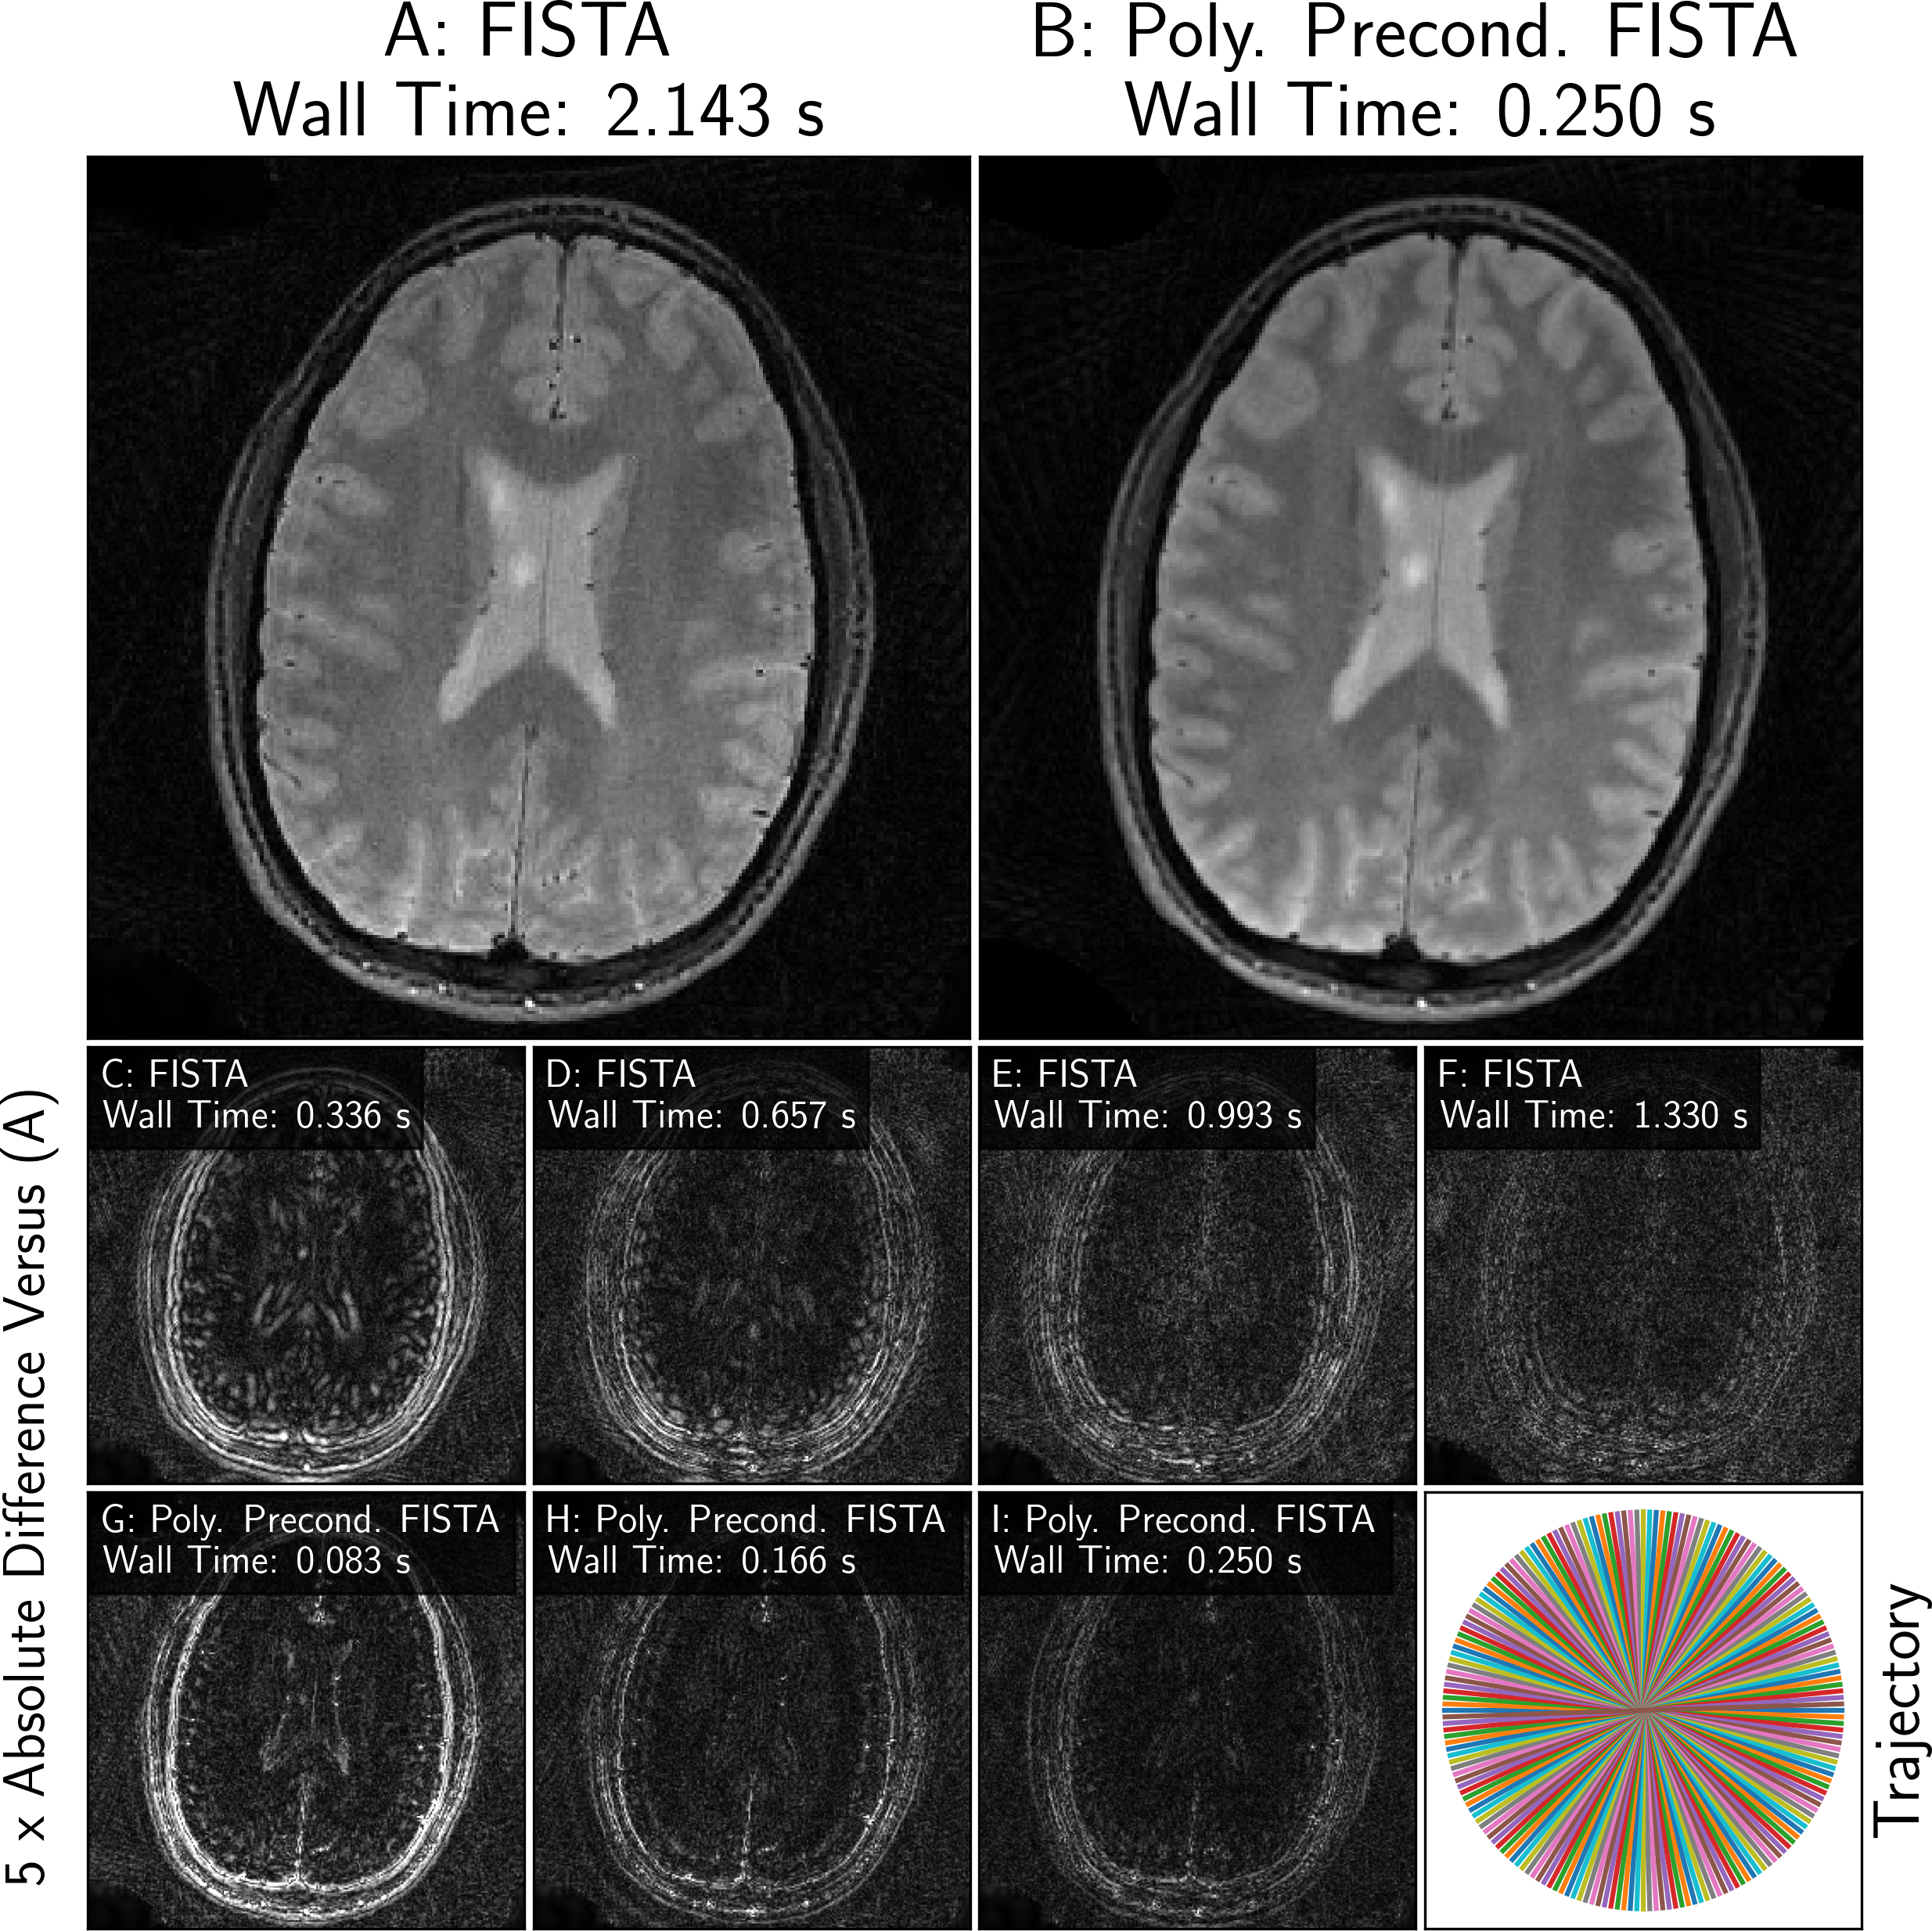 A: FISTA
Wall Time: 2.143 s
B: Poly. Precond. FISTA
Wall Time: 0.250 s
5 x Absolute Difference Versus (A)
C: FISTA
Wall Time: 0.336 s
D: FISTA
Wall Time: 0.657 s
E: FISTA
Wall Time: 0.993 s
F: FISTA
Wall Time: 1.330 s
G: Poly. Precond. FISTA
Wall Time: 0.083 s
H: Poly. Precond. FISTA
Wall Time: 0.166 s
I: Poly. Precond. FISTA
Wall Time: 0.250 s
Trajectory